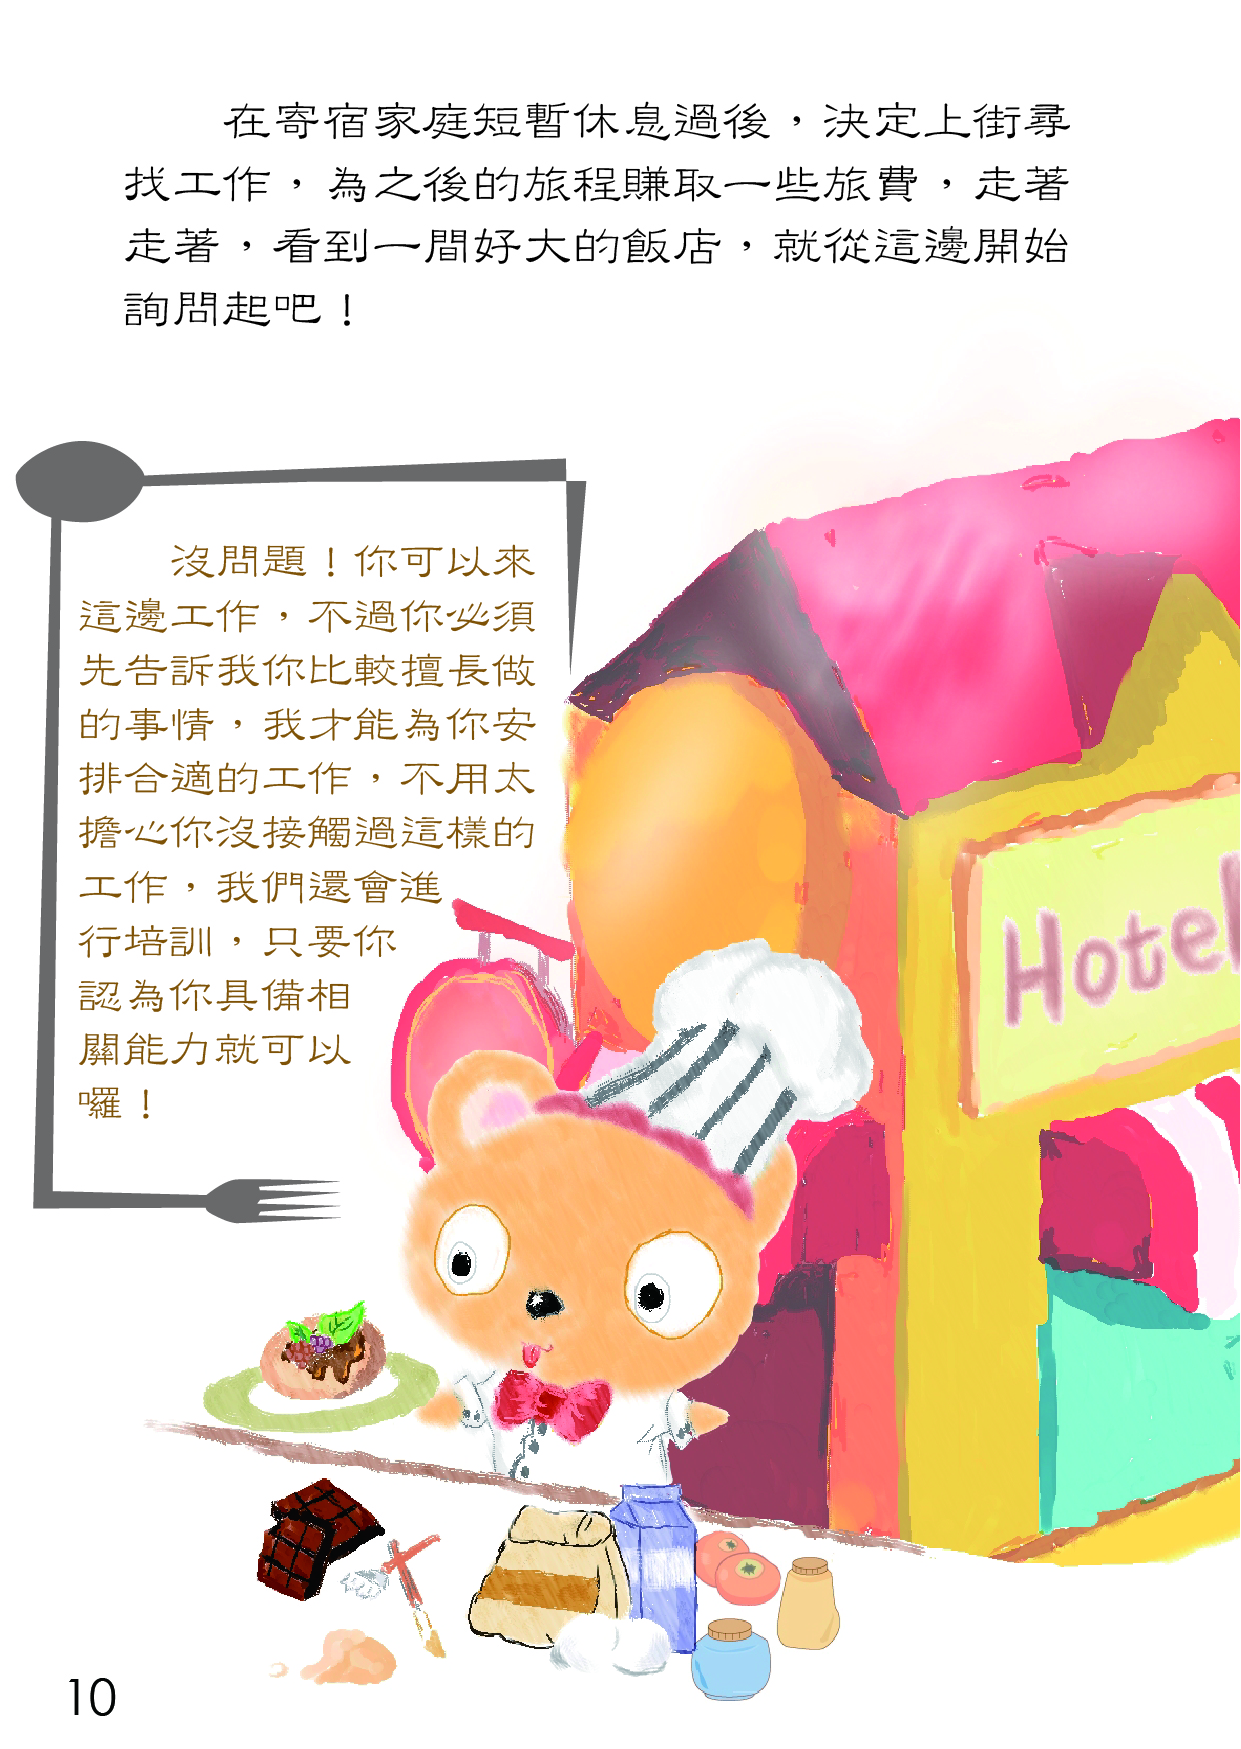 在寄宿家庭短暫休息過後，決定上街尋
找工作，為之後的旅程賺取一些旅費，走著
走著，看到一間好大的飯店，就從這邊開始
詢問起吧！
沒問題！你可以來
這邊工作，不過你必須
先告訴我你比較擅長做
的事情，我才能為你安
排合適的工作，不用太
擔心你沒接觸過這樣的
工作，我們還會進
行培訓，只要你
認為你具備相
關能力就可以
囉！
Hotel
10